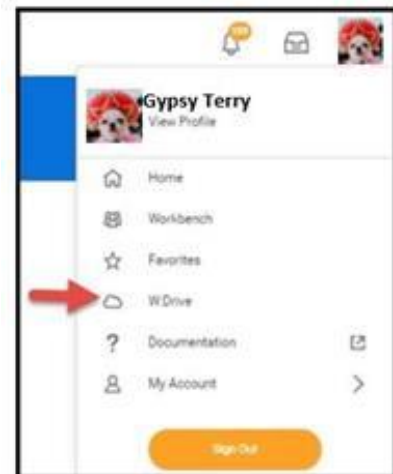 Gypsy Terry
View Profile
Home
Workbench
Favorites
W:Drive
Documentation
My Account
Sign Out